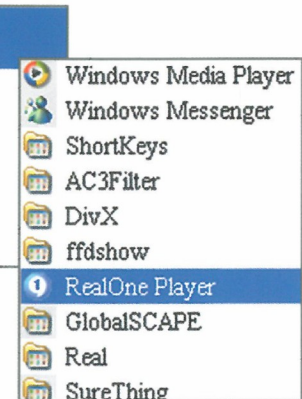 Windows Media Player
Windows Messenger
ShortKeys
AC3Filter
DivX
ffdshow
RealOne Player
GlobalSCAPE
Real
SureThing